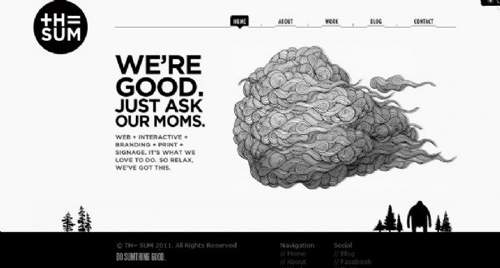 TH=
SUM
HOME
ABOUT
WORK
BLOG
CONTACT
WE'RE
GOOD.
JUST ASK
OUR MOMS.
WEB + INTERACTIVE +
BRANDING + PRINT +
SIGNAGE. IT'S WHAT WE
LOVE TO DO. SO RELAX,
WE'VE GOT THIS.
© TH= SUM 2011. All Rights Reserved
DO SUMTHING GOOD.
Navigation
// Home
// About
Social
// Blog
// Facebook